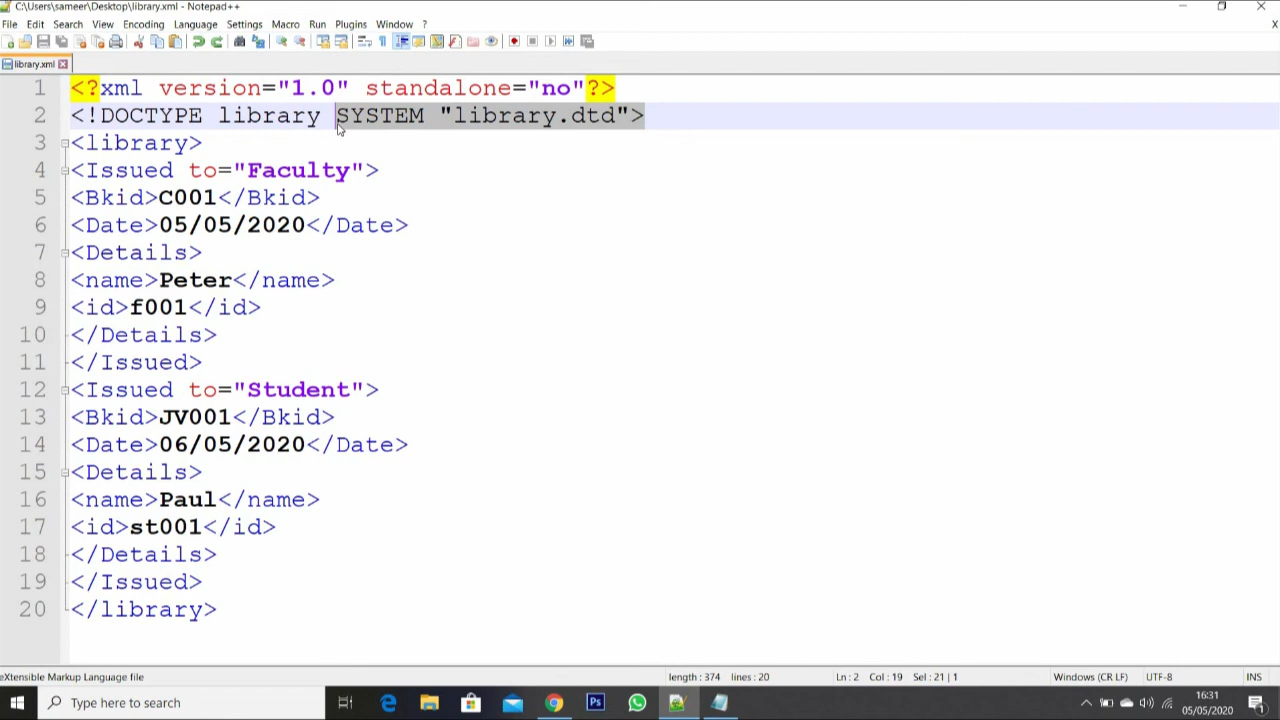 C:\Users\sameer\Desktop\library.xml - Notepad++
File Edit Search View Encoding Language Settings Macro Run Plugins Window ?
X
library.xml
1 <?xml version="1.0" standalone="no"?>
2 <!DOCTYPE library SYSTEM "library.dtd">
3 <library>
4 <Issued to="Faculty">
5 <Bkid>C001</Bkid>
6 <Date>05/05/2020</Date>
7 <Details>
8 <name>Peter</name>
9 <id>f001</id>
10 </Details>
11 </Issued>
12 <Issued to="Student">
13 <Bkid>JV001</Bkid>
14 <Date>06/05/2020</Date>
15 <Details>
16 <name>Paul</name>
17 <id>st001</id>
18 </Details>
19 </Issued>
20 </library>
eXtensible Markup Language file length : 374 lines : 20 Ln : 2 Col : 19 Sel : 21 | 1 Windows (CR LF) UTF-8 INS
Type here to search Ps 16:31
05/05/2020 1